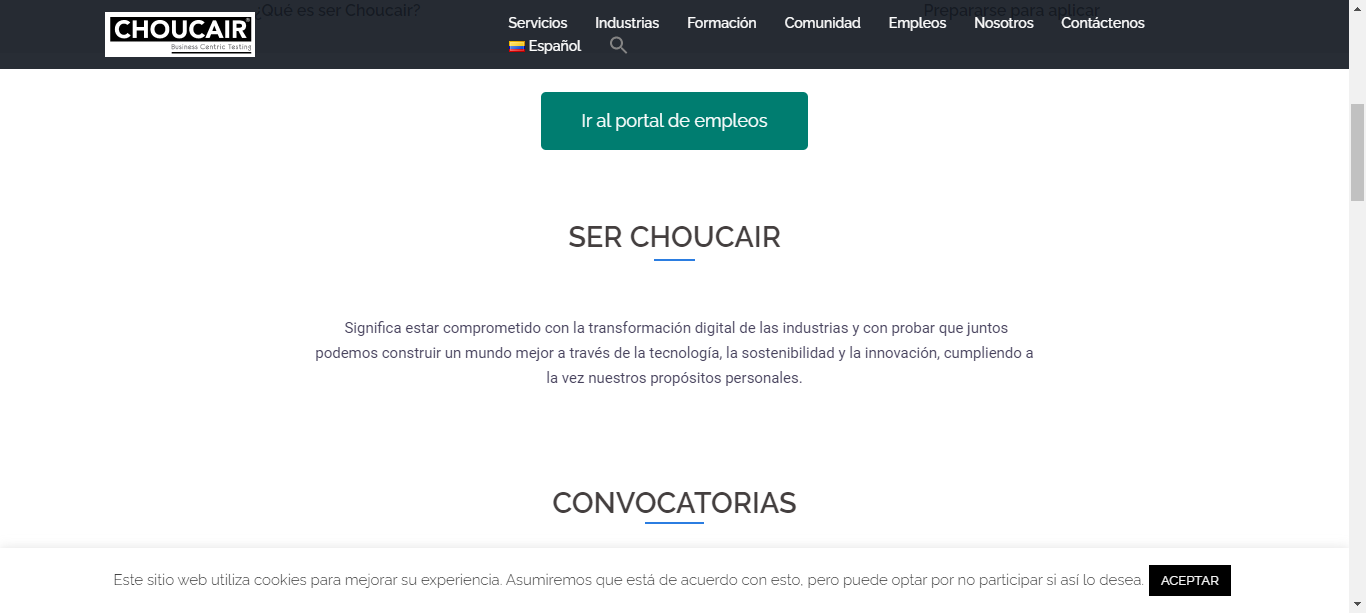 ¿Qué es ser Choucair?
Prepararse para aplicar
CHOUCAIR®
Business Centric Testing
Servicios Industrias Formación Comunidad Empleos Nosotros Contáctenos
Español
Ir al portal de empleos
SER CHOUCAIR
Significa estar comprometido con la transformación digital de las industrias y con probar que juntos
podemos construir un mundo mejor a través de la tecnología, la sostenibilidad y la innovación, cumpliendo a
la vez nuestros propósitos personales.
CONVOCATORIAS
Este sitio web utiliza cookies para mejorar su experiencia. Asumiremos que está de acuerdo con esto, pero puede optar por no participar si así lo desea. ACEPTAR